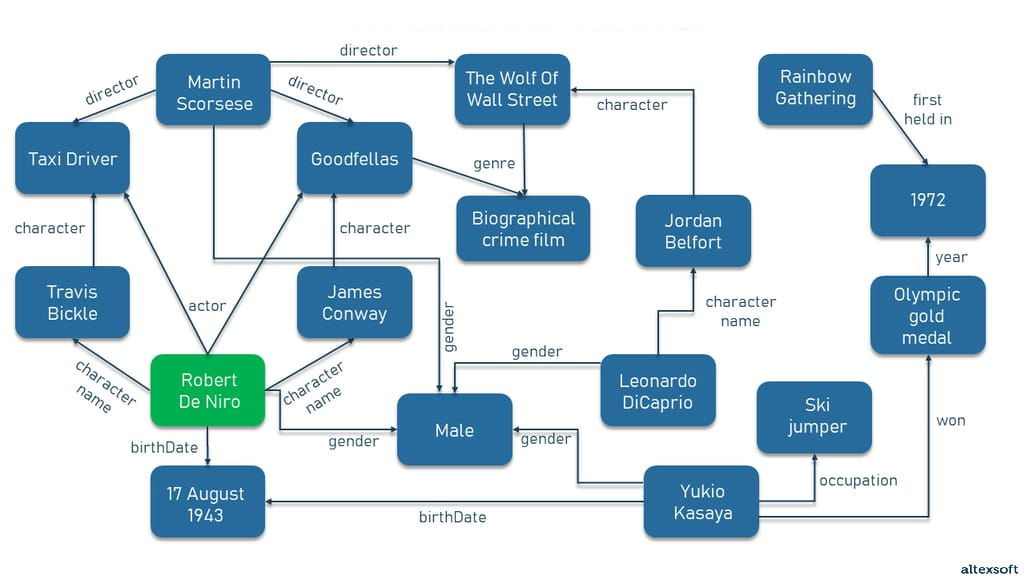 director
Martin
Scorsese
The Wolf Of
Wall Street
Rainbow
Gathering
director
director
character
first
held in
Taxi Driver
Goodfellas
genre
1972
character
character
Biographical
crime film
Jordan
Belfort
year
Travis
Bickle
actor
James
Conway
gender
character
name
Olympic
gold
medal
character
name
Robert
De Niro
character
name
gender
Leonardo
DiCaprio
Ski
jumper
won
birthDate
gender
Male
gender
17 August
1943
birthDate
Yukio
Kasaya
occupation
altexsoft